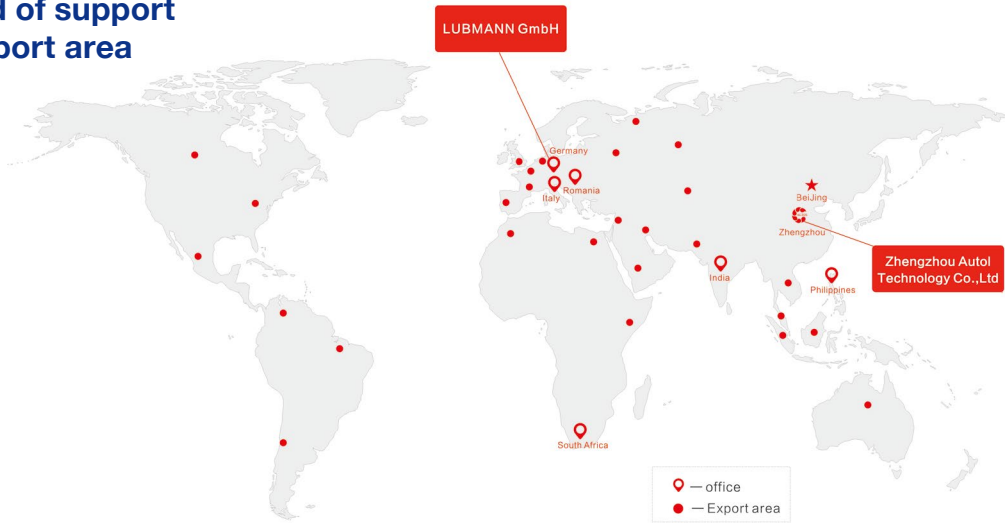 of support
port area
LUBMANN GmbH
Germany
Italy
Romania
BeiJing
Zhengzhou
Zhengzhou Autol
Technology Co.,Ltd
India
Philippines
South Africa
— office
— Export area